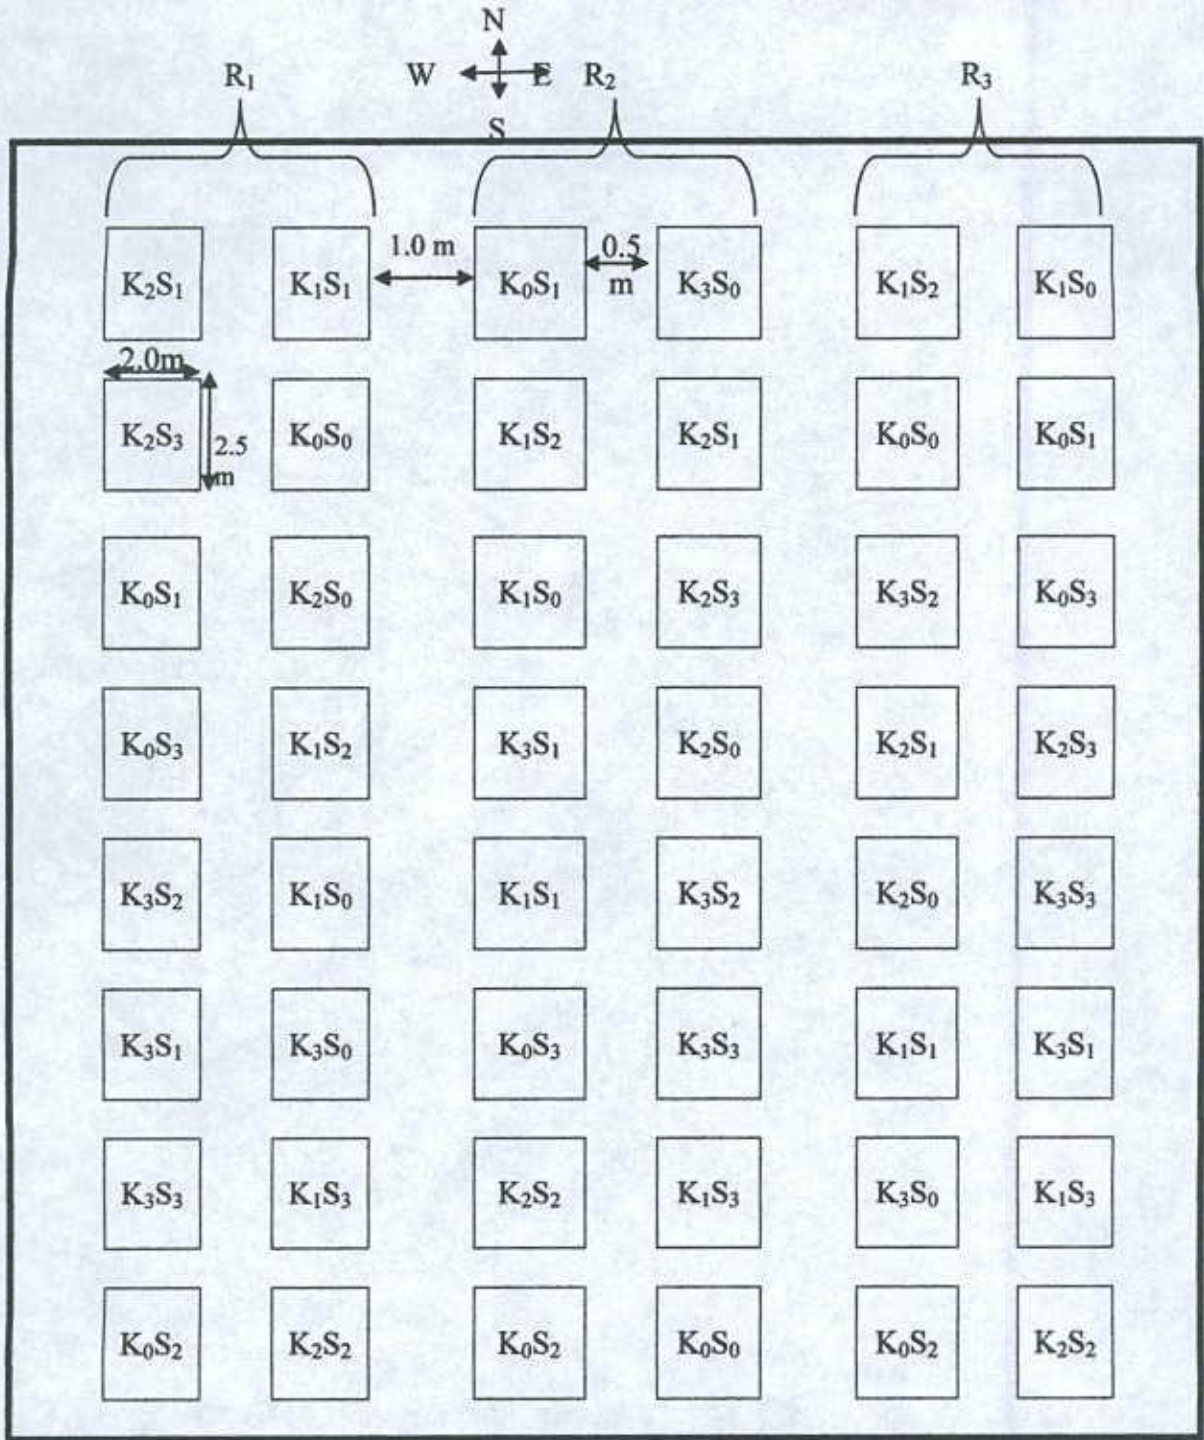 N
R₁ W E R₂ R₃
S
K₂S₁ K₁S₁ 1.0 m K₀S₁ 0.5 m K₃S₀ K₁S₂ K₁S₀
2.0m
K₂S₃ 2.5 m K₀S₀ K₁S₂ K₂S₁ K₀S₀ K₀S₁
K₀S₁ K₂S₀ K₁S₀ K₂S₃ K₃S₂ K₀S₃
K₀S₃ K₁S₂ K₃S₁ K₂S₀ K₂S₁ K₂S₃
K₃S₂ K₁S₀ K₁S₁ K₃S₂ K₂S₀ K₃S₃
K₃S₁ K₃S₀ K₀S₃ K₃S₃ K₁S₁ K₃S₁
K₃S₃ K₁S₃ K₂S₂ K₁S₃ K₃S₀ K₁S₃
K₀S₂ K₂S₂ K₀S₂ K₀S₀ K₀S₂ K₂S₂